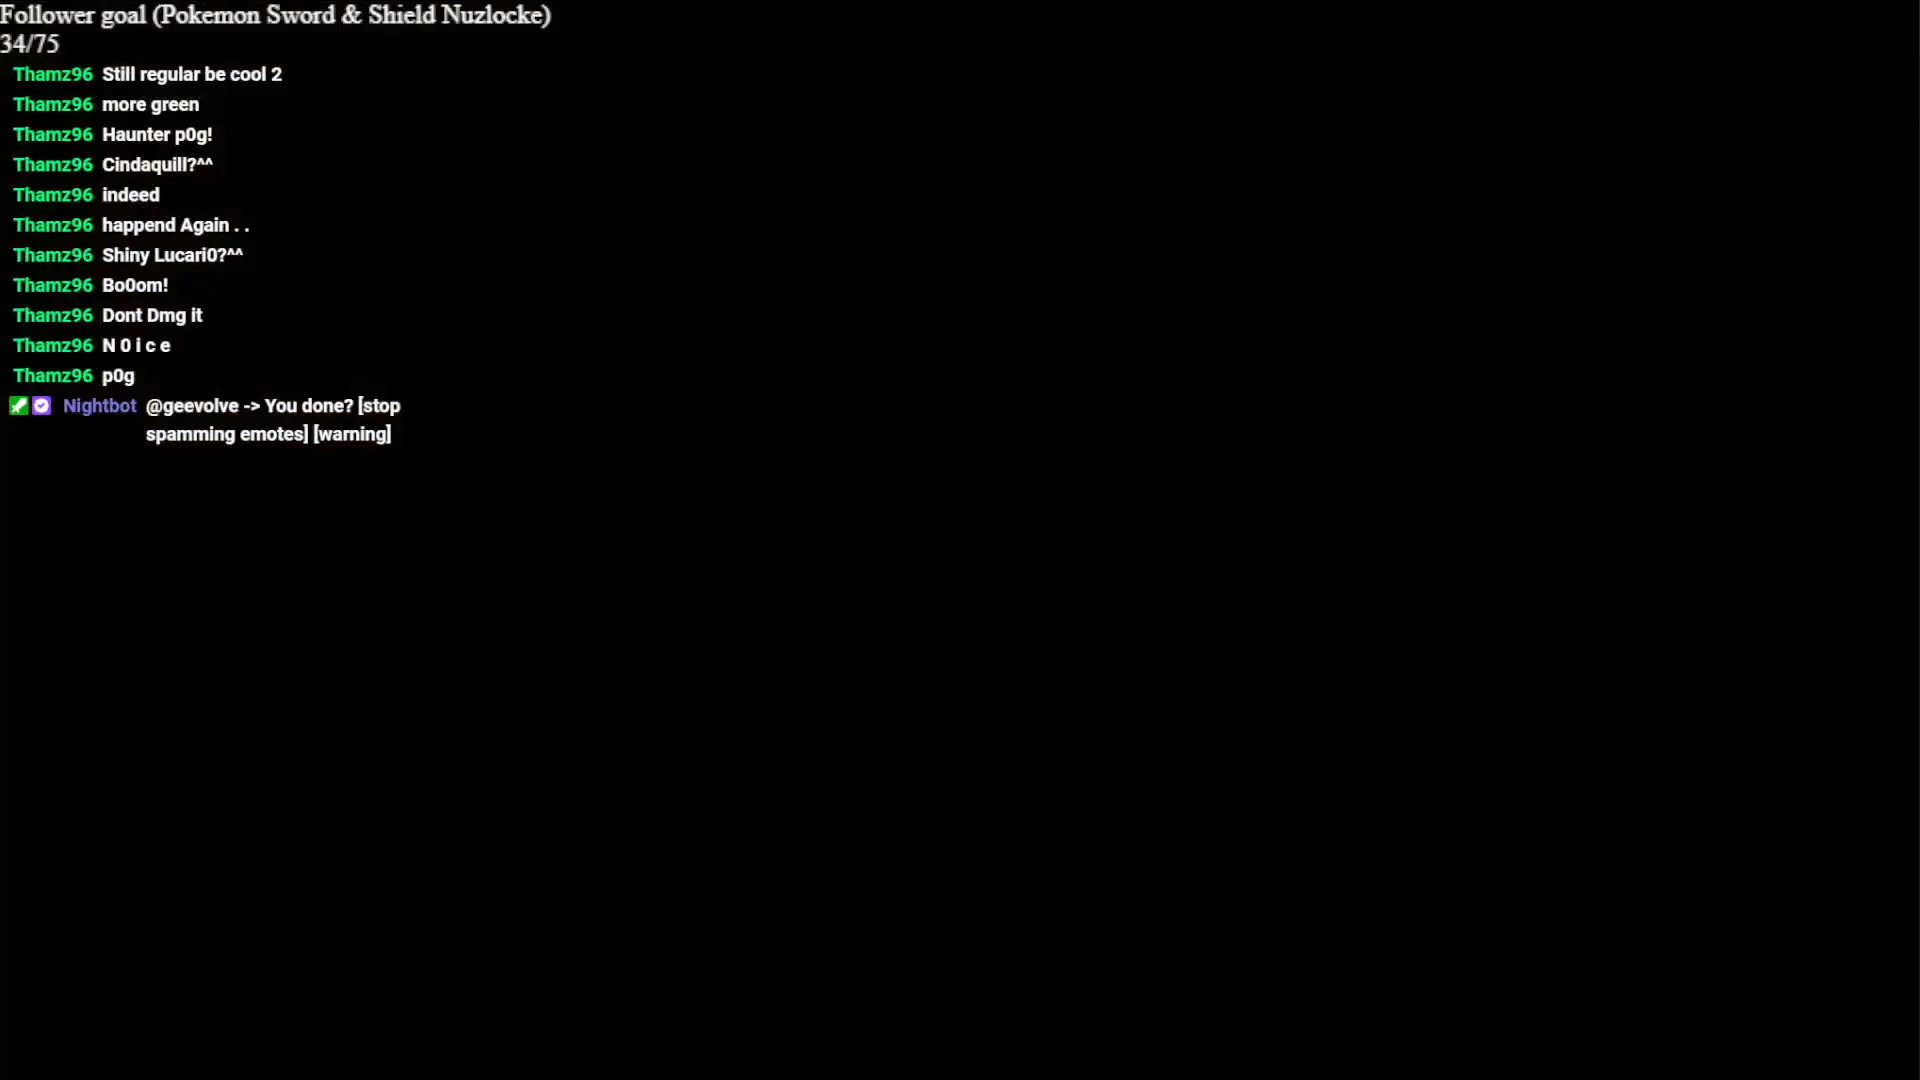 Follower goal (Pokemon Sword & Shield Nuzlocke)
34/75
Thamz96 Still regular be cool 2
Thamz96 more green
Thamz96 Haunter p0g!
Thamz96 Cindaquill?^^
Thamz96 indeed
Thamz96 happend Again . .
Thamz96 Shiny Lucari0?^^
Thamz96 Bo0om!
Thamz96 Dont Dmg it
Thamz96 N 0 i c e
Thamz96 p0g
Nightbot @geevolve -> You done? [stop
spamming emotes] [warning]